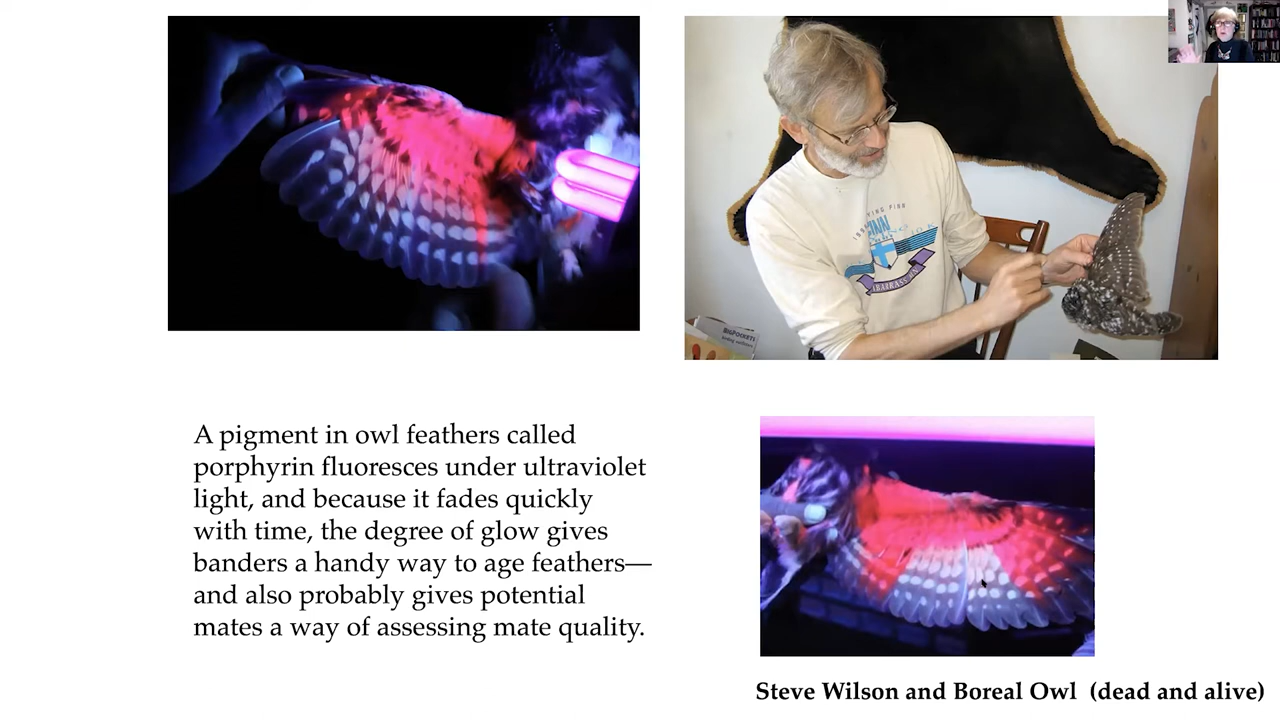 FINN
BIGPOCKETS
A pigment in owl feathers called
porphyrin fluoresces under ultraviolet
light, and because it fades quickly
with time, the degree of glow gives
banders a handy way to age feathers—
and also probably gives potential
mates a way of assessing mate quality.
Steve Wilson and Boreal Owl (dead and alive)